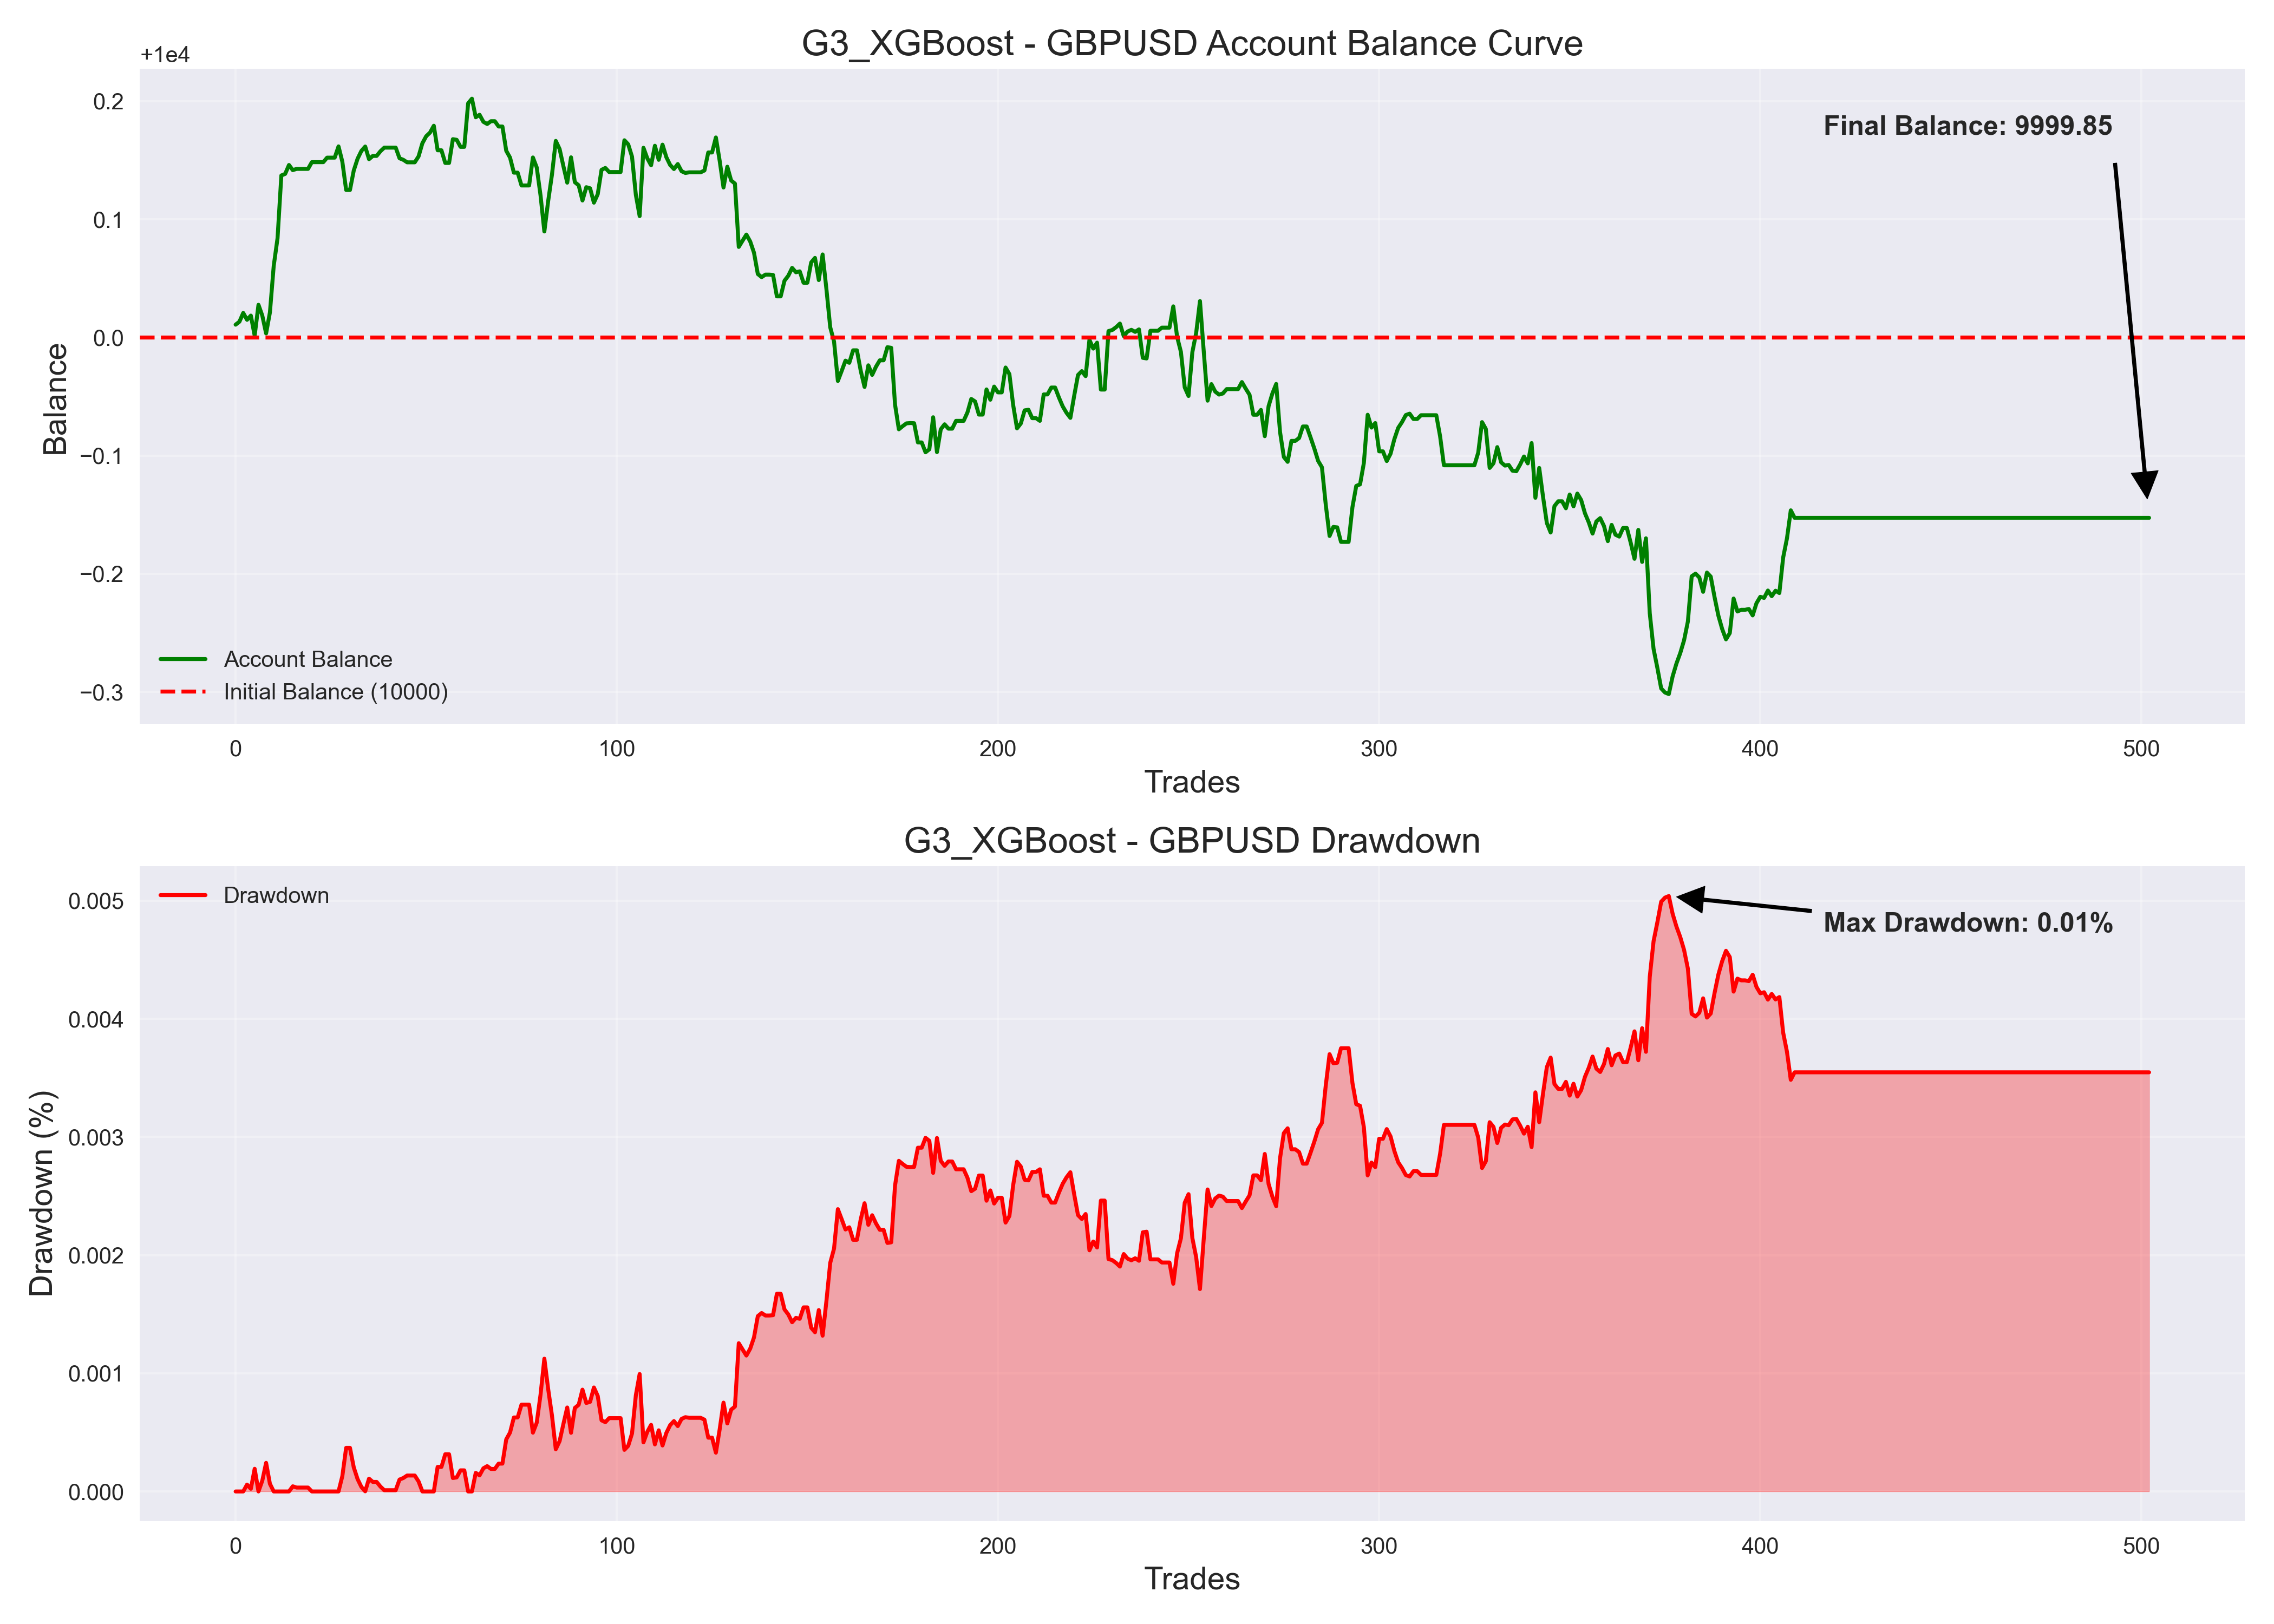 G3_XGBoost - GBPUSD Account Balance Curve
+1e4
0.2
0.1
0.0
−0.1
−0.2
−0.3
Balance
Final Balance: 9999.85
Account Balance
Initial Balance (10000)
0 100 200 300 400 500
Trades
G3_XGBoost - GBPUSD Drawdown
0.005
0.004
0.003
0.002
0.001
0.000
Drawdown (%)
Drawdown
Max Drawdown: 0.01%
0 100 200 300 400 500
Trades